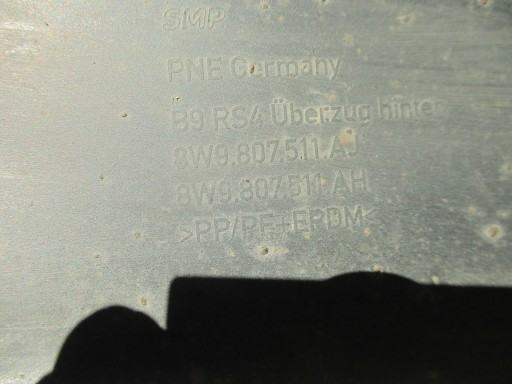 SMP
PNE Germany
B9 RS4 Überzug hinten
8W9.807.511.AJ
8W9.807.511.AH
>PP/PE+EPDM<